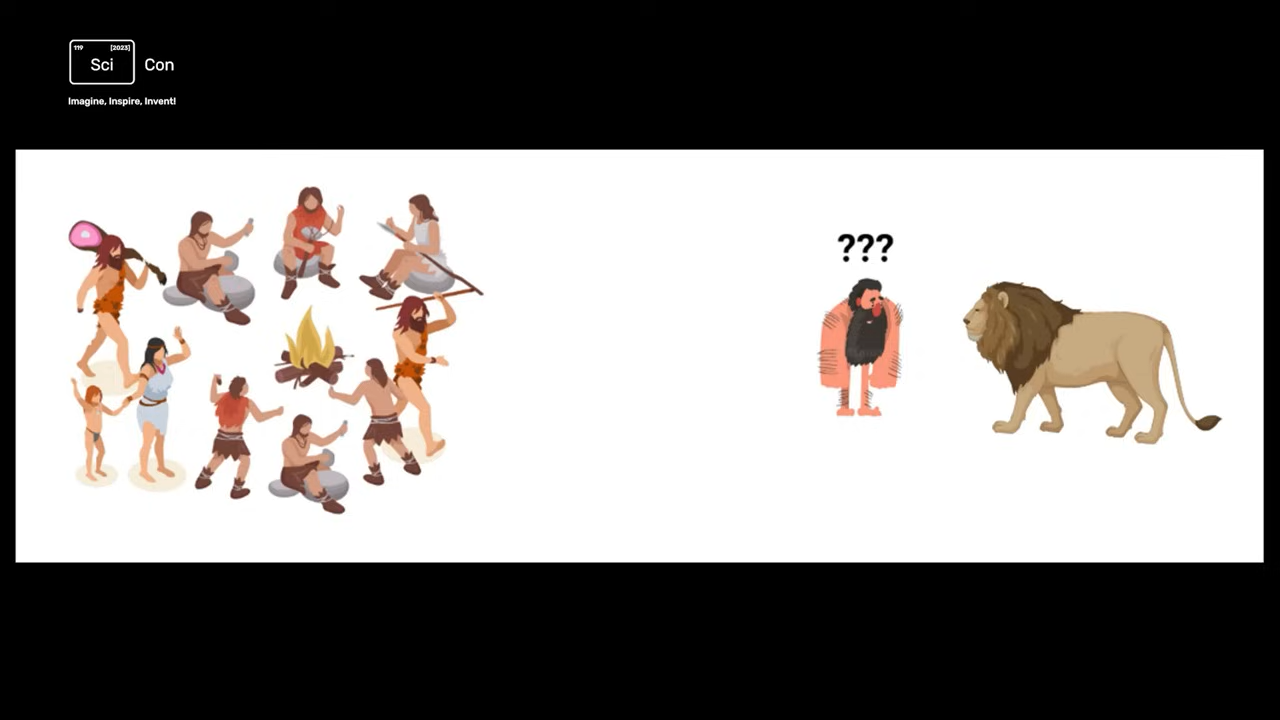 119 [2023]
Sci Con
Imagine, Inspire, Invent!
???